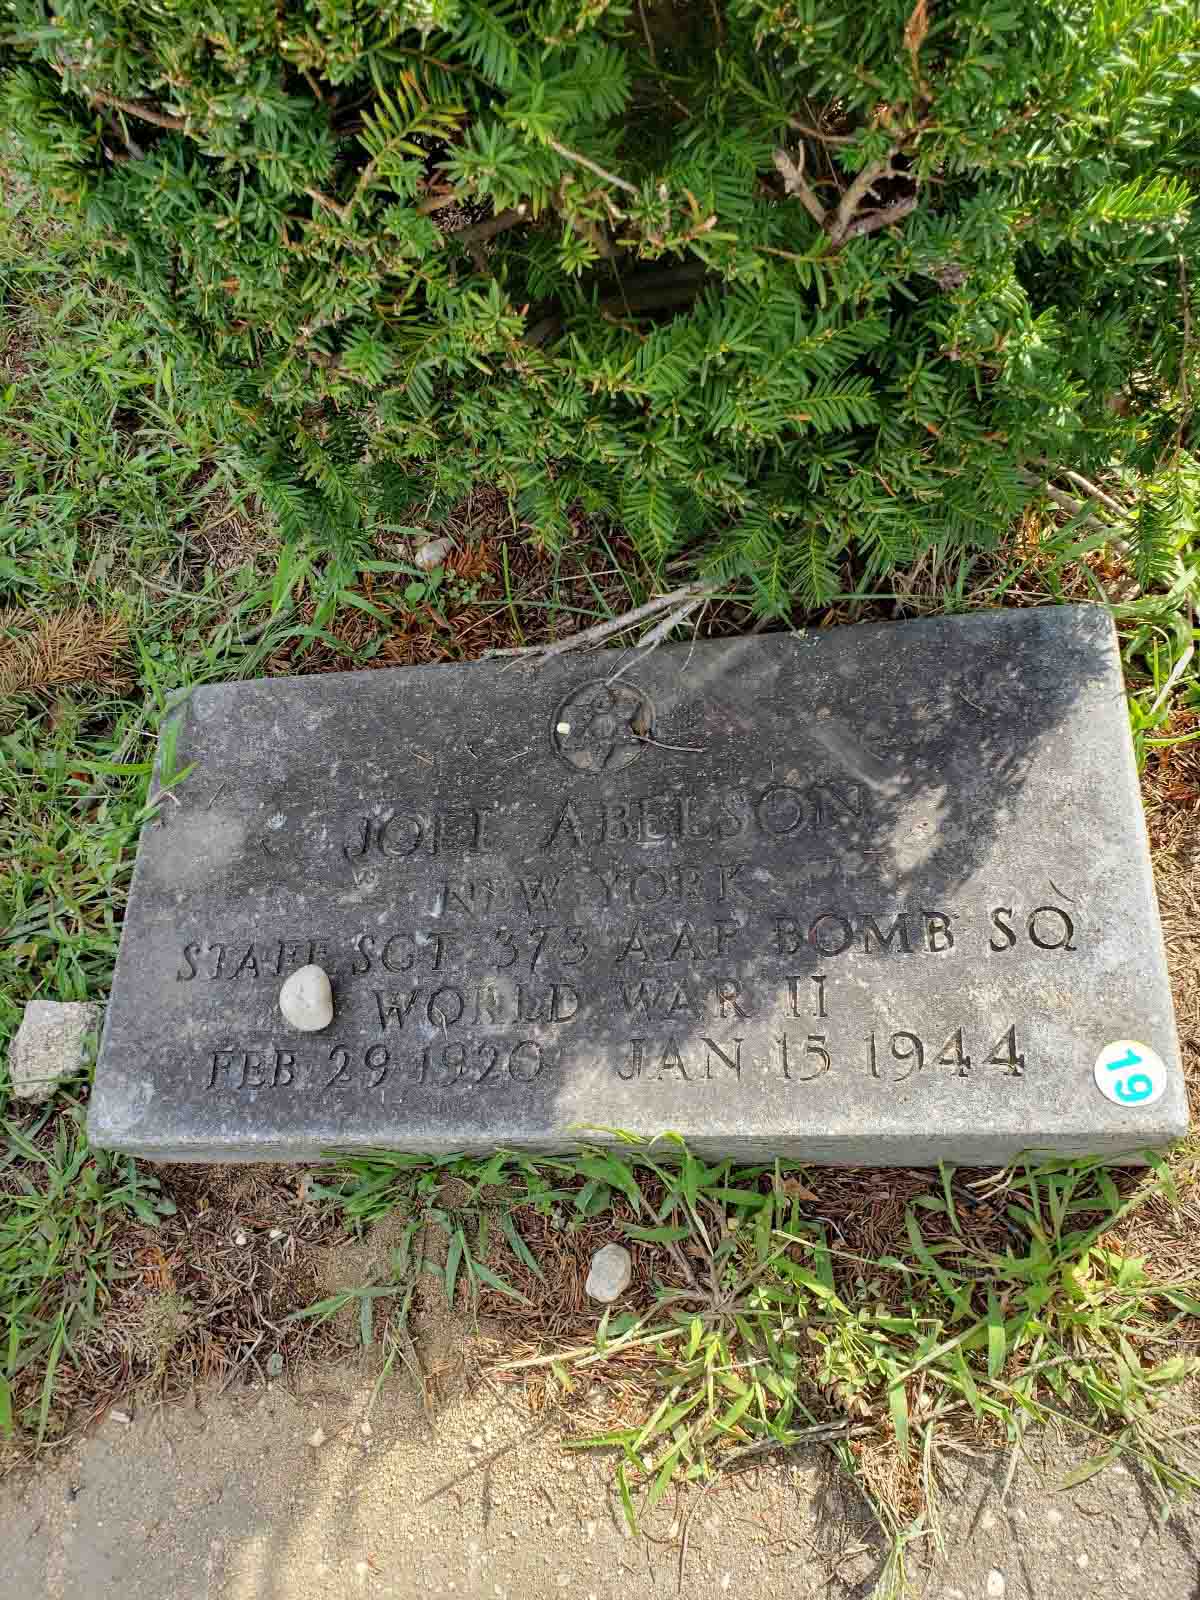 JOEL ABELSON
NEW YORK
STAFF SGT 373 AAF BOMB SQ
WORLD WAR II
FEB 29 1920 JAN 15 1944
19